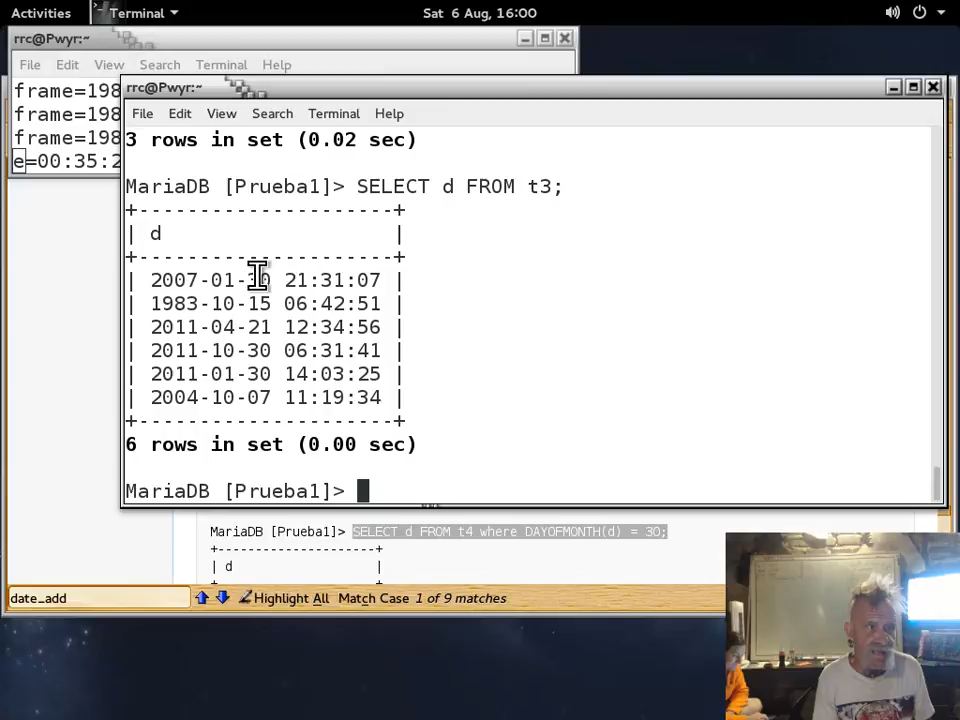 Activities
Terminal
Sat 6 Aug, 16:00
rrc@Pwyr:~
File Edit View Search Terminal Help
frame=198
frame=198
frame=198
e=00:35:2
rrc@Pwyr:~
File Edit View Search Terminal Help
3 rows in set (0.02 sec)
MariaDB [Prueba1]> SELECT d FROM t3;
+---------------------+
| d                   |
+---------------------+
| 2007-01-30 21:31:07 |
| 1983-10-15 06:42:51 |
| 2011-04-21 12:34:56 |
| 2011-10-30 06:31:41 |
| 2011-01-30 14:03:25 |
| 2004-10-07 11:19:34 |
+---------------------+
6 rows in set (0.00 sec)
MariaDB [Prueba1]>
MariaDB [Prueba1]> SELECT d FROM t4 where DAYOFMONTH(d) = 30;
+---------------------+
| d                   |
date_add
Highlight All Match Case 1 of 9 matches